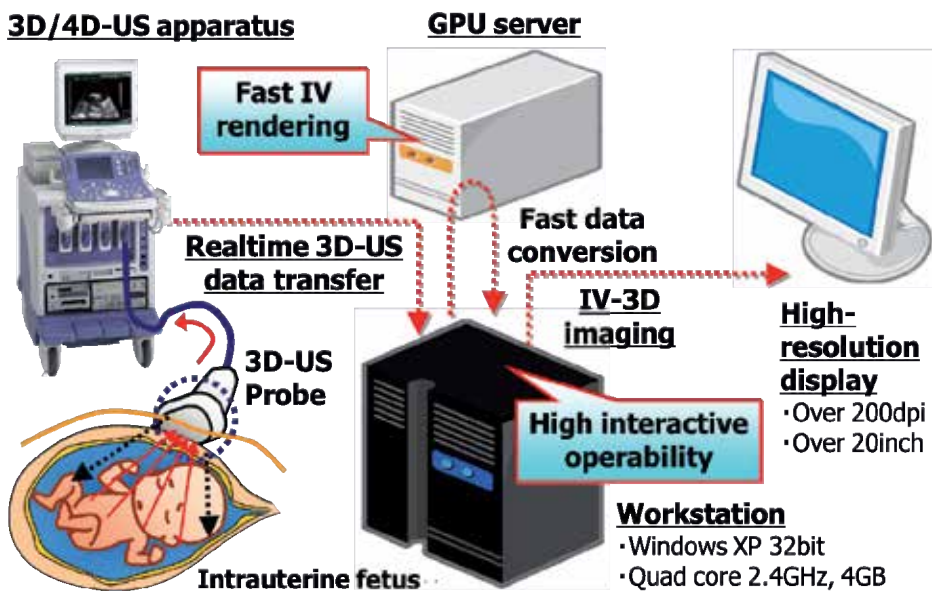 3D/4D-US apparatus
GPU server
Fast IV
rendering
Realtime 3D-US
data transfer
Fast data
conversion
IV-3D
imaging
3D-US
Probe
High-
resolution
display
·Over 200dpi
·Over 20inch
High interactive
operability
Workstation
·Windows XP 32bit
·Quad core 2.4GHz, 4GB
Intrauterine fetus